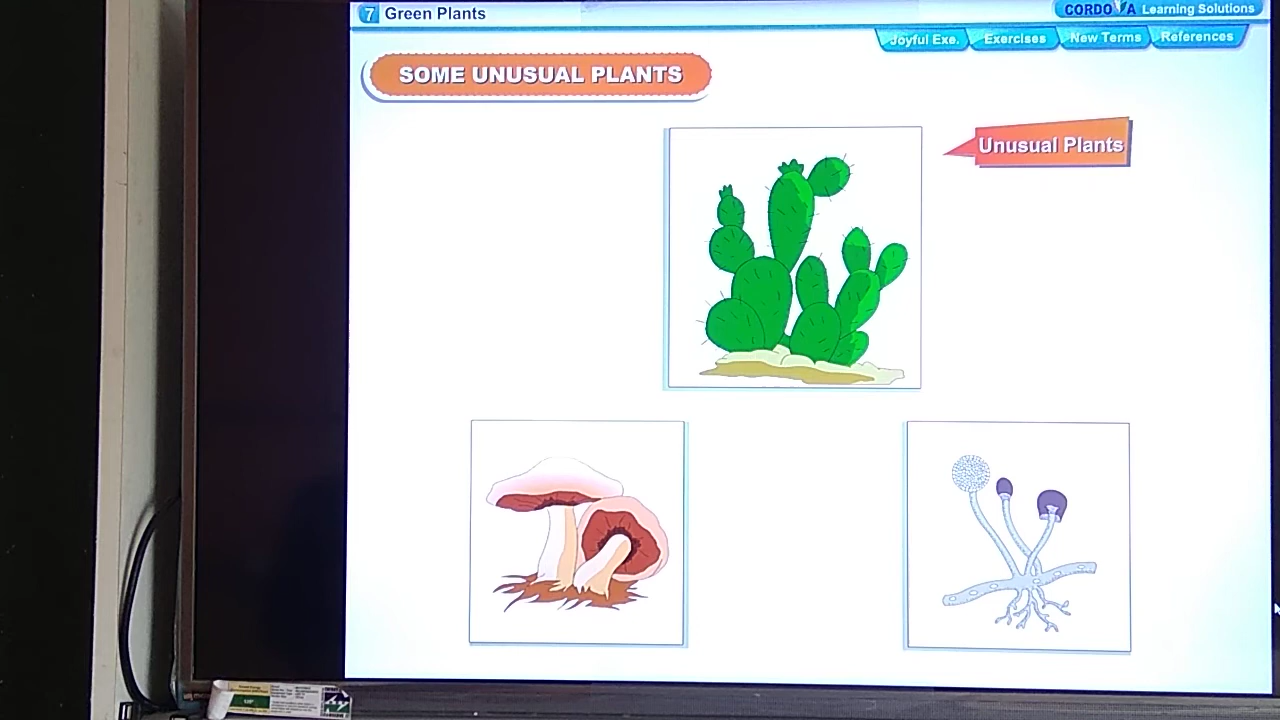 7 Green Plants
CORDOVA Learning Solutions
Joyful Exe. Exercises New Terms References
SOME UNUSUAL PLANTS
Unusual Plants